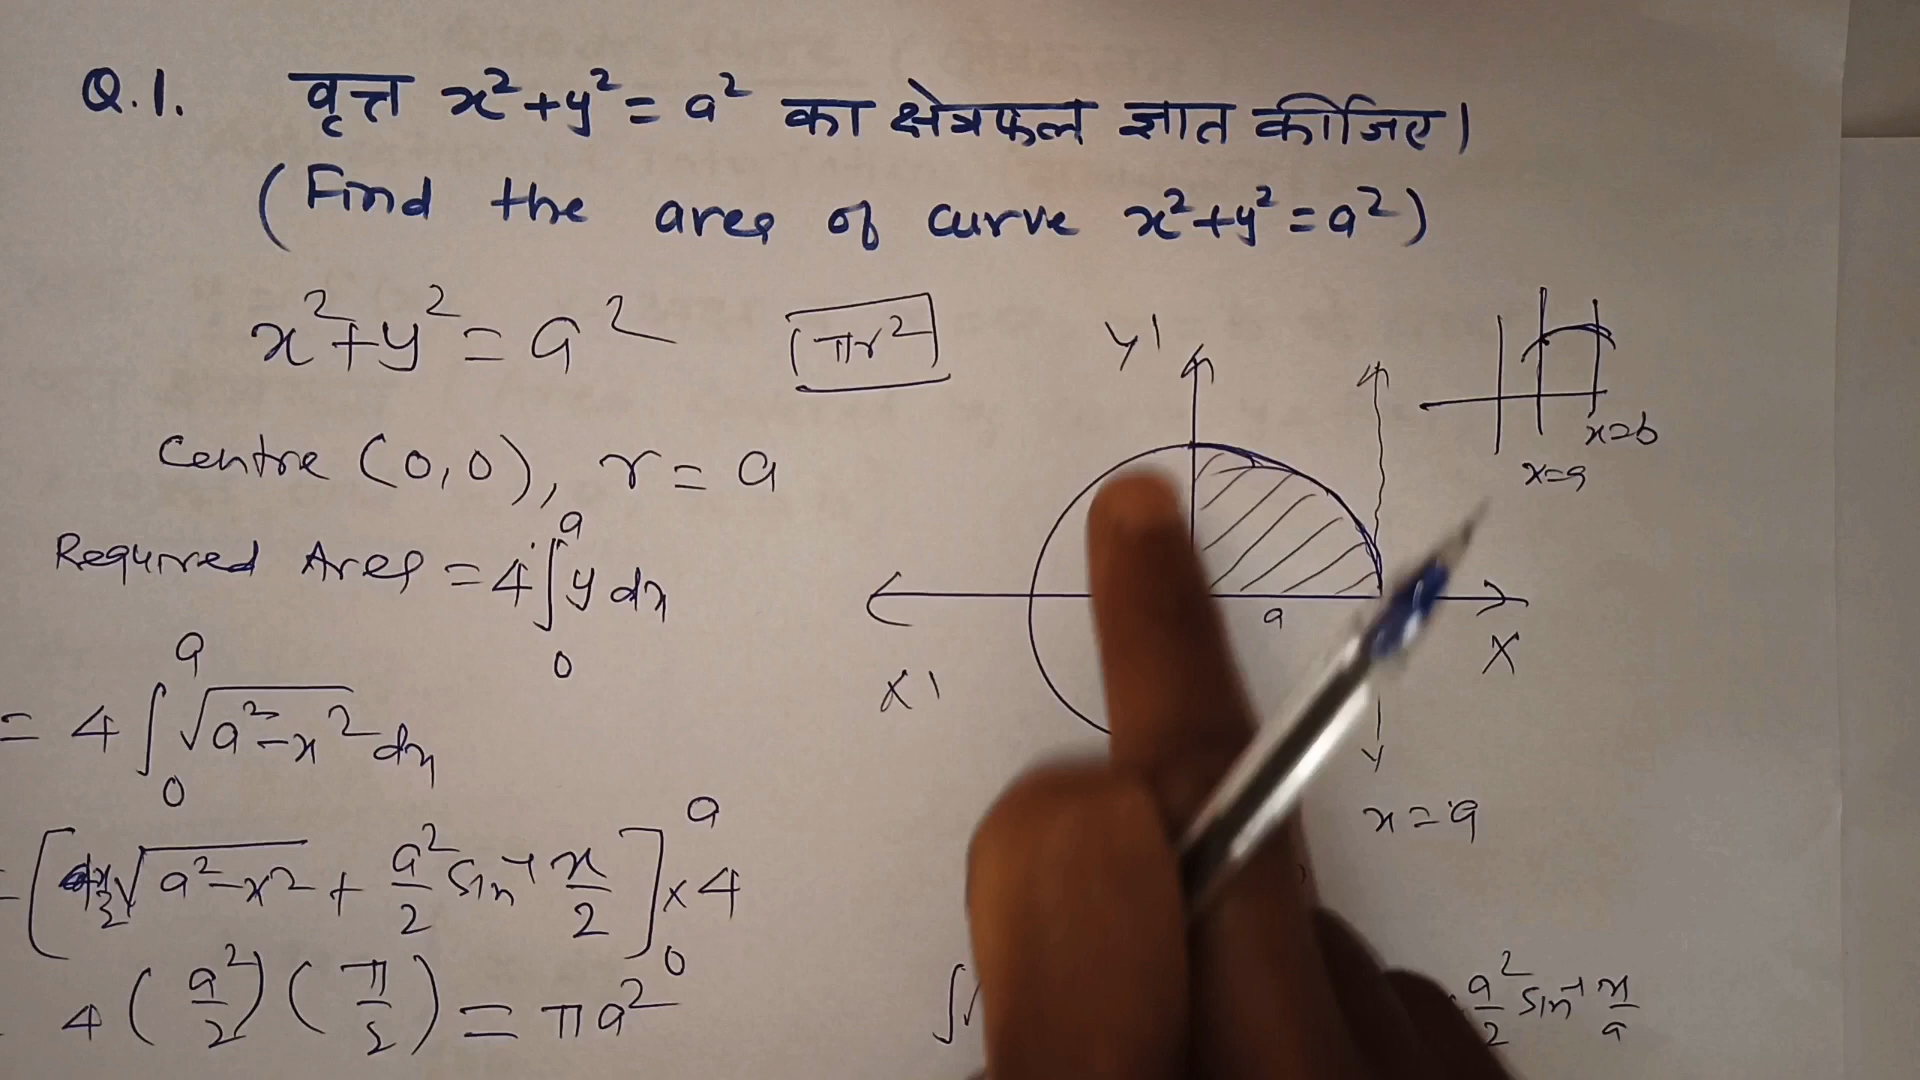 Q.1. वृत्त x²+y² = a² का क्षेत्रफल ज्ञात कीजिए।
(Find the area of curve x²+y² = a²)
x²+y² = a² (πr²)
Centre (0,0), r = a
Required Area = 4∫₀ᵃ y dx
= 4∫₀ᵃ √a²-x² dx
= [x/2 √a²-x² + a²/2 Sin⁻¹ x/2]₀ᵃ × 4
4 (a²/2) (π/2) = πa²
y'
x=b
x=a
a
X
X'
x=a
a²/2 Sin⁻¹ x/a